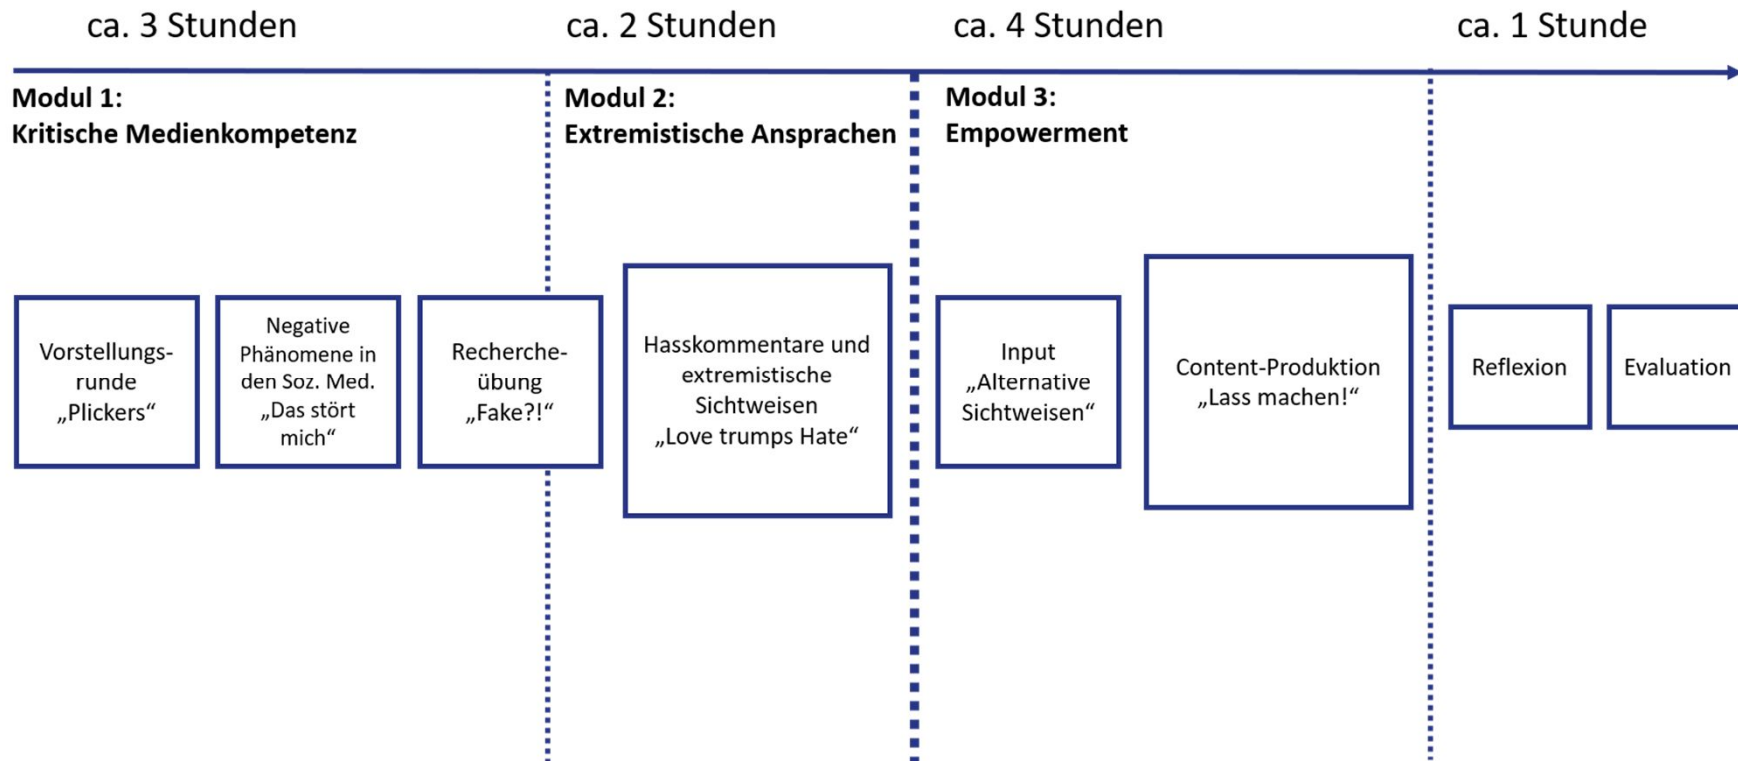 ca. 3 Stunden
ca. 2 Stunden
ca. 4 Stunden
ca. 1 Stunde
Modul 1:
Kritische Medienkompetenz
Modul 2:
Extremistische Ansprachen
Modul 3:
Empowerment
Vorstellungs-
runde
„Plickers“
Negative
Phänomene in
den Soz. Med.
„Das stört
mich“
Recherche-
übung
„Fake?!“
Hasskommentare und
extremistische
Sichtweisen
„Love trumps Hate“
Input
„Alternative
Sichtweisen“
Content-Produktion
„Lass machen!“
Reflexion
Evaluation